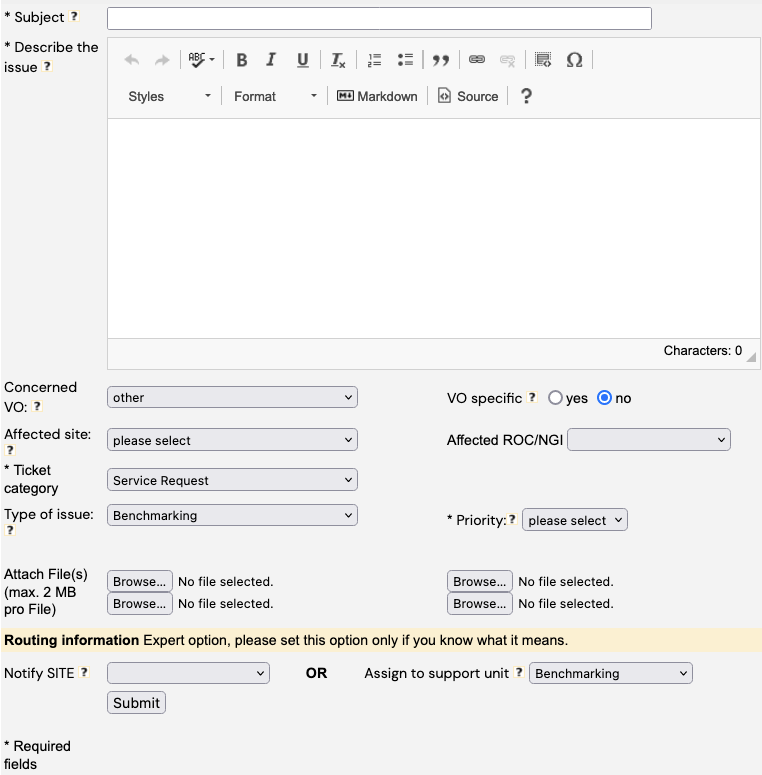 * Subject ?
* Describe the
issue ?
ABC B I U Tx ” Ω
Styles Format Markdown Source ?
Characters: 0
Concerned
VO: ?
other
VO specific ? yes no
Affected site:
?
please select
Affected ROC/NGI
* Ticket
category
Service Request
Type of issue:
?
Benchmarking
* Priority: ? please select
Attach File(s)
(max. 2 MB
pro File)
Browse... No file selected. Browse... No file selected.
Browse... No file selected. Browse... No file selected.
Routing information Expert option, please set this option only if you know what it means.
Notify SITE ? OR Assign to support unit ? Benchmarking
Submit
* Required
fields